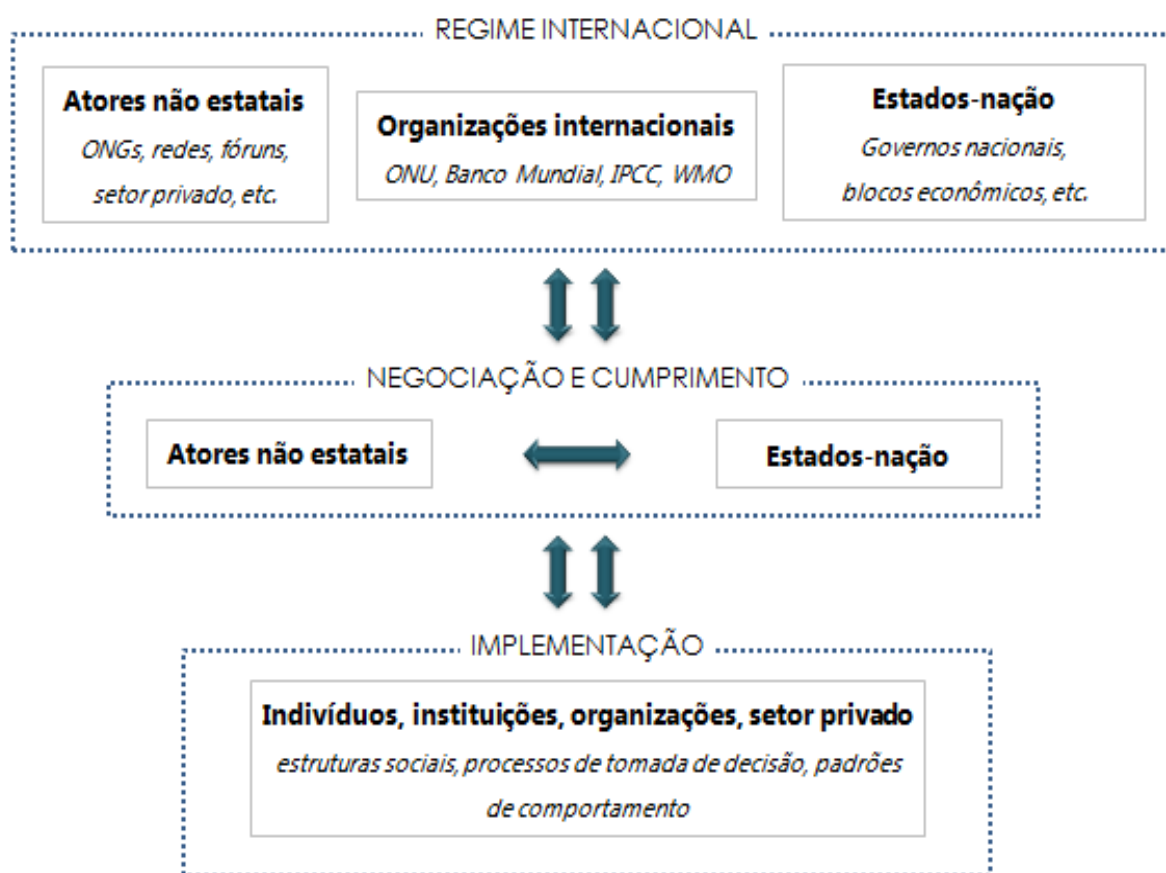 REGIME INTERNACIONAL
Atores não estatais
ONGs, redes, fóruns,
setor privado, etc.
Organizações internacionais
ONU, Banco Mundial, IPCC, WMO
Estados-nação
Governos nacionais,
blocos econômicos, etc.
NEGOCIAÇÃO E CUMPRIMENTO
Atores não estatais
Estados-nação
IMPLEMENTAÇÃO
Indivíduos, instituições, organizações, setor privado
estruturas sociais, processos de tomada de decisão, padrões
de comportamento